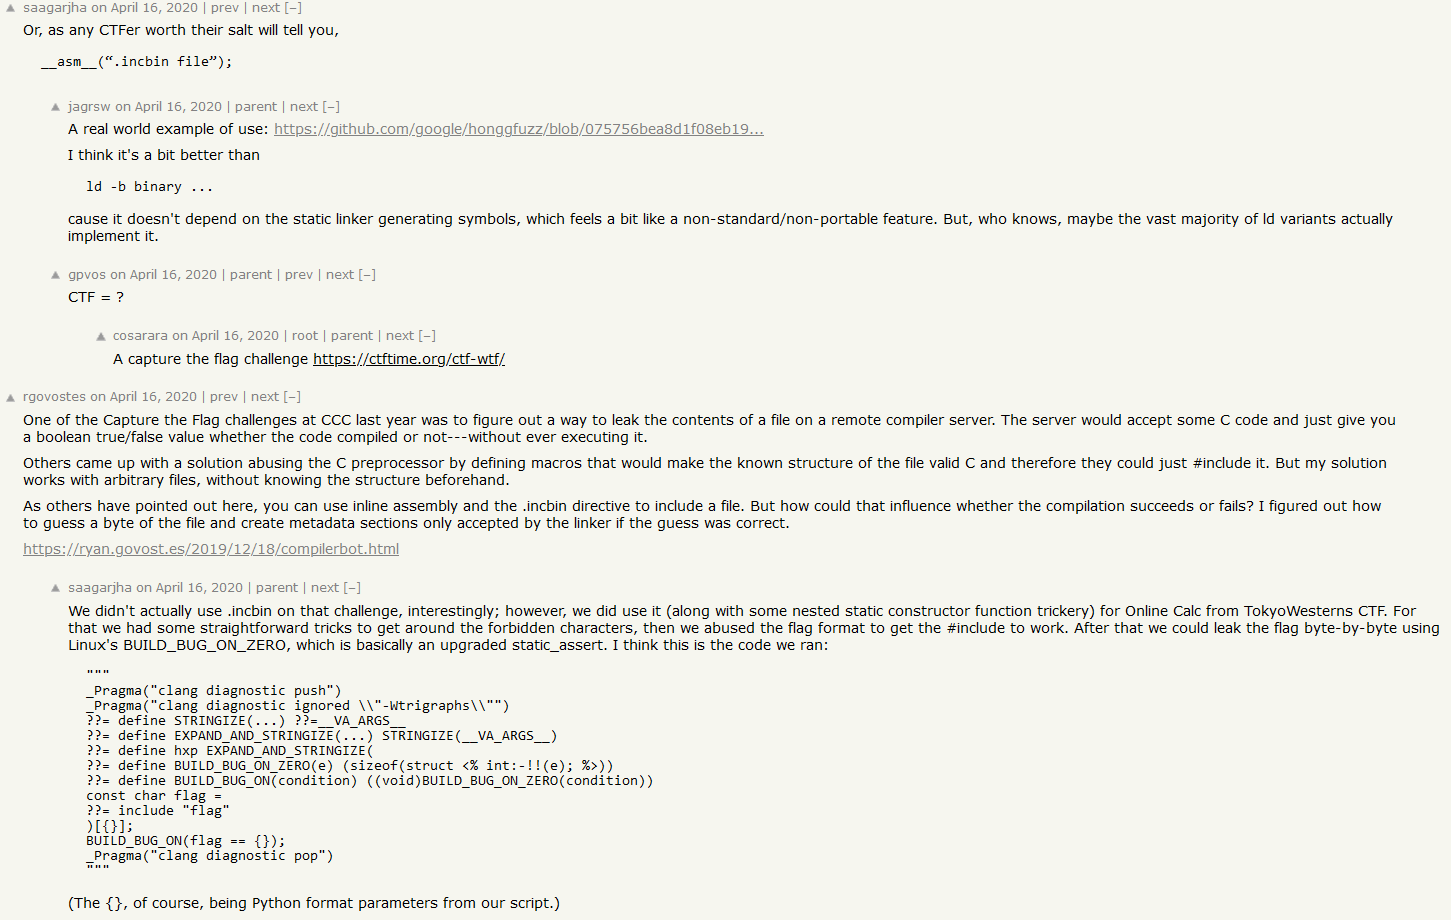 ▲ saagarjha on April 16, 2020 | prev | next [–]
Or, as any CTFer worth their salt will tell you,
__asm__(“.incbin file”);
▲ jagrsw on April 16, 2020 | parent | next [–]
A real world example of use: https://github.com/google/honggfuzz/blob/075756bea8d1f08eb19...
I think it's a bit better than
ld -b binary ...
cause it doesn't depend on the static linker generating symbols, which feels a bit like a non-standard/non-portable feature. But, who knows, maybe the vast majority of ld variants actually
implement it.
▲ gpvos on April 16, 2020 | parent | prev | next [–]
CTF = ?
▲ cosarara on April 16, 2020 | root | parent | next [–]
A capture the flag challenge https://ctftime.org/ctf-wtf/
▲ rgovostes on April 16, 2020 | prev | next [–]
One of the Capture the Flag challenges at CCC last year was to figure out a way to leak the contents of a file on a remote compiler server. The server would accept some C code and just give you
a boolean true/false value whether the code compiled or not---without ever executing it.
Others came up with a solution abusing the C preprocessor by defining macros that would make the known structure of the file valid C and therefore they could just #include it. But my solution
works with arbitrary files, without knowing the structure beforehand.
As others have pointed out here, you can use inline assembly and the .incbin directive to include a file. But how could that influence whether the compilation succeeds or fails? I figured out how
to guess a byte of the file and create metadata sections only accepted by the linker if the guess was correct.
https://ryan.govost.es/2019/12/18/compilerbot.html
▲ saagarjha on April 16, 2020 | parent | next [–]
We didn't actually use .incbin on that challenge, interestingly; however, we did use it (along with some nested static constructor function trickery) for Online Calc from TokyoWesterns CTF. For
that we had some straightforward tricks to get around the forbidden characters, then we abused the flag format to get the #include to work. After that we could leak the flag byte-by-byte using
Linux's BUILD_BUG_ON_ZERO, which is basically an upgraded static_assert. I think this is the code we ran:
"""
_Pragma("clang diagnostic push")
_Pragma("clang diagnostic ignored \\"-Wtrigraphs\\"")
??= define STRINGIZE(...) ??=__VA_ARGS__
??= define EXPAND_AND_STRINGIZE(...) STRINGIZE(__VA_ARGS__)
??= define hxp EXPAND_AND_STRINGIZE(
??= define BUILD_BUG_ON_ZERO(e) (sizeof(struct <% int:-!!(e); %>))
??= define BUILD_BUG_ON(condition) ((void)BUILD_BUG_ON_ZERO(condition))
const char flag =
??= include "flag"
)[{}];
BUILD_BUG_ON(flag == {});
_Pragma("clang diagnostic pop")
"""
(The {}, of course, being Python format parameters from our script.)